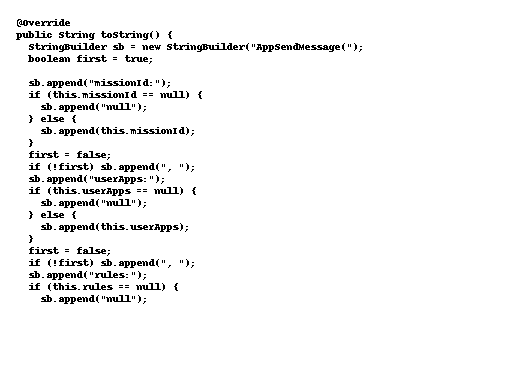 @Override
public String toString() {
  StringBuilder sb = new StringBuilder("AppSendMessage(");
  boolean first = true;

  sb.append("missionId:");
  if (this.missionId == null) {
    sb.append("null");
  } else {
    sb.append(this.missionId);
  }
  first = false;
  if (!first) sb.append(", ");
  sb.append("userApps:");
  if (this.userApps == null) {
    sb.append("null");
  } else {
    sb.append(this.userApps);
  }
  first = false;
  if (!first) sb.append(", ");
  sb.append("rules:");
  if (this.rules == null) {
    sb.append("null");